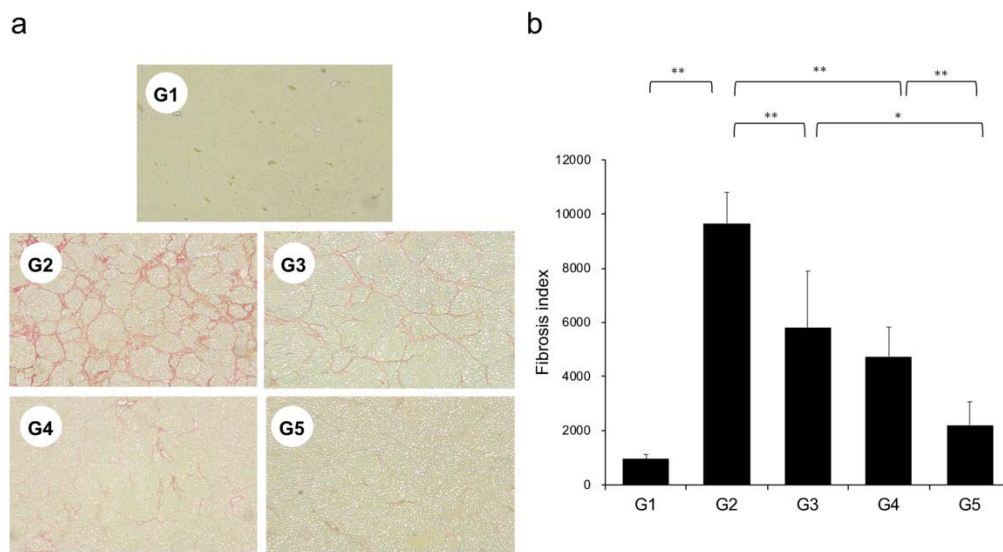 a
b
G1
G2
G3
G4
G5
** ** **
** *
Fibrosis index
12000
10000
8000
6000
4000
2000
0
G1 G2 G3 G4 G5